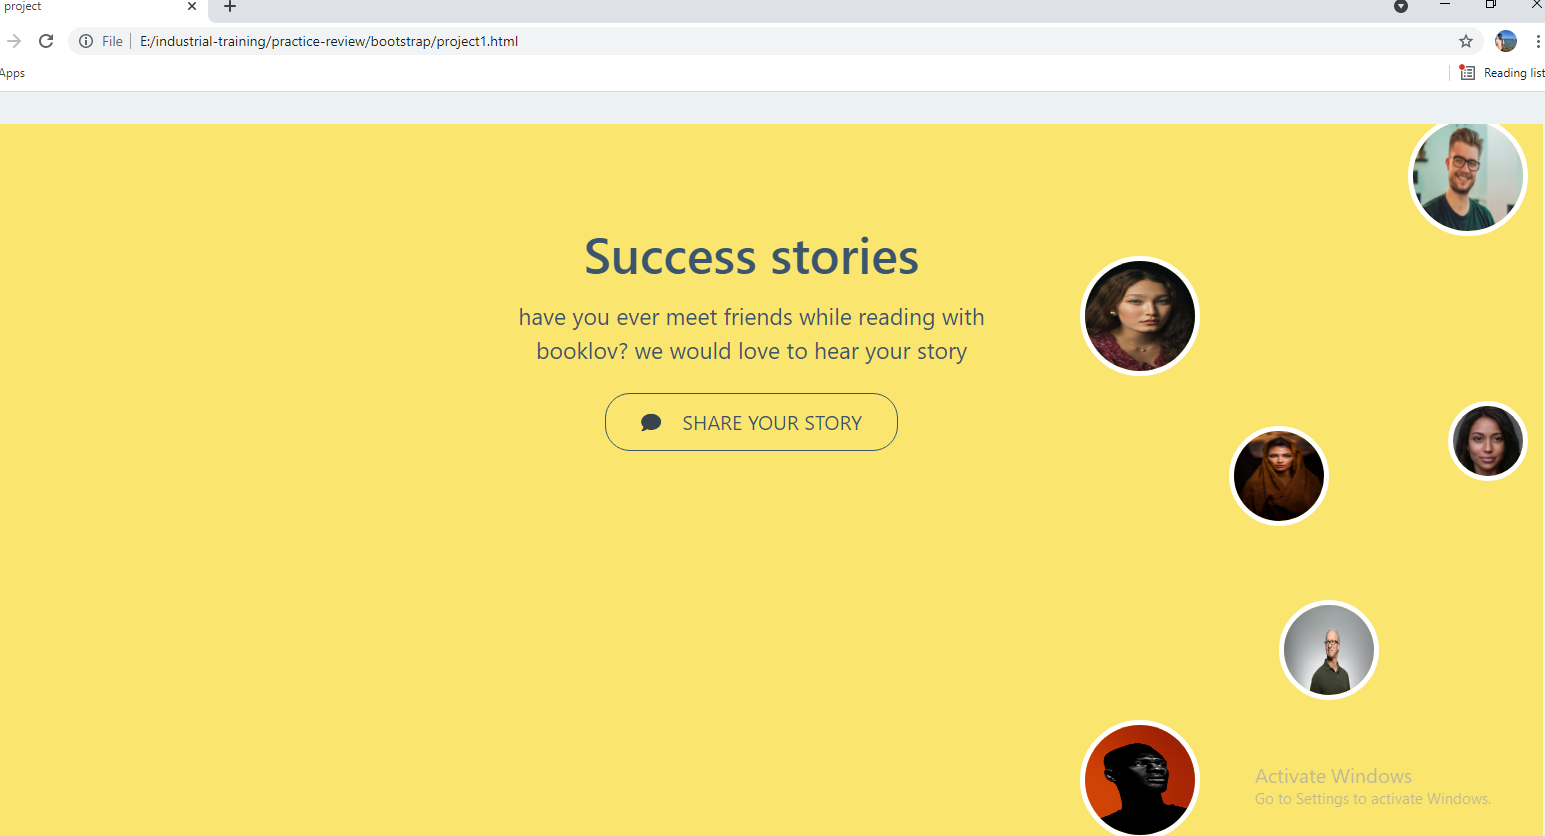 project
File
E:/industrial-training/practice-review/bootstrap/project1.html
Apps
Reading list
Success stories
have you ever meet friends while reading with
booklov? we would love to hear your story
SHARE YOUR STORY
Activate Windows
Go to Settings to activate Windows.